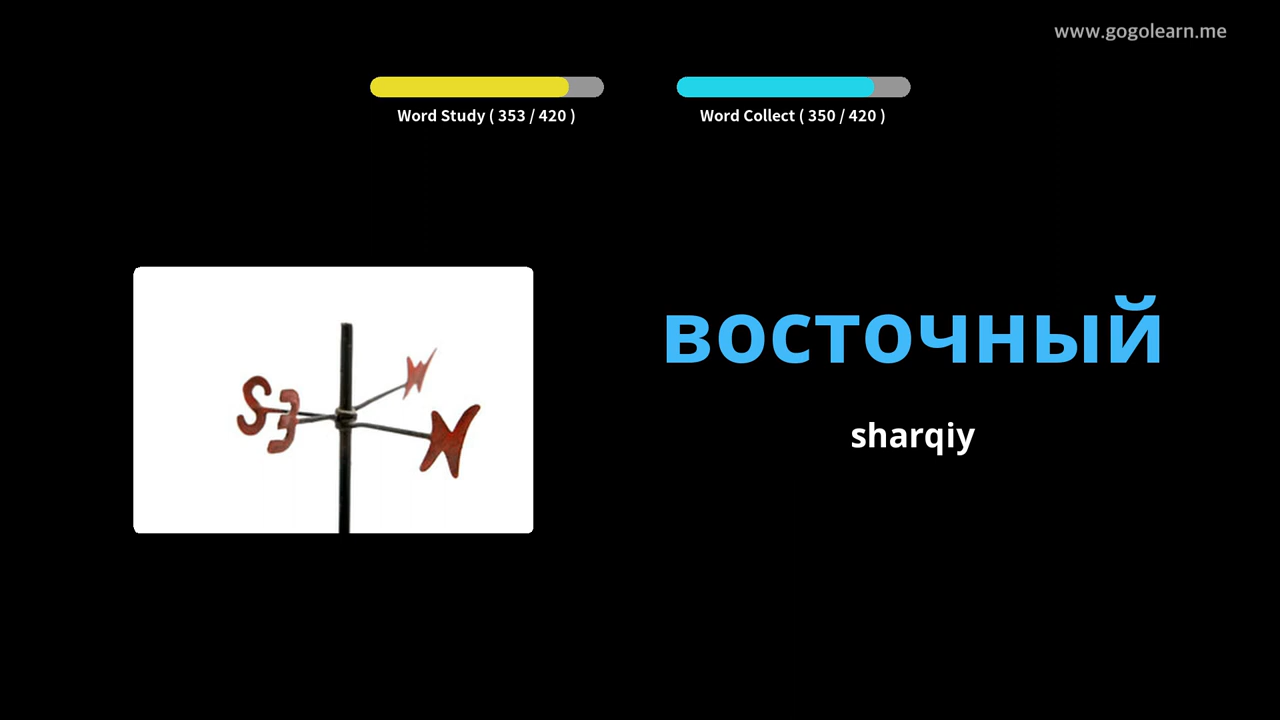 www.gogolearn.me
Word Study ( 353 / 420 )
Word Collect ( 350 / 420 )
восточный
sharqiy
S E N